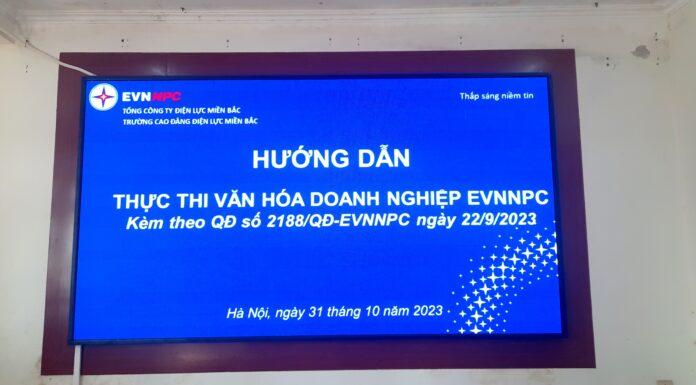 EVNNPC
Thắp sáng niềm tin
TỔNG CÔNG TY ĐIỆN LỰC MIỀN BẮC
TRƯỜNG CAO ĐẲNG ĐIỆN LỰC MIỀN BẮC
HƯỚNG DẪN
THỰC THI VĂN HÓA DOANH NGHIỆP EVNNPC
Kèm theo QĐ số 2188/QĐ-EVNNPC ngày 22/9/2023
Hà Nội, ngày 31 tháng 10 năm 2023